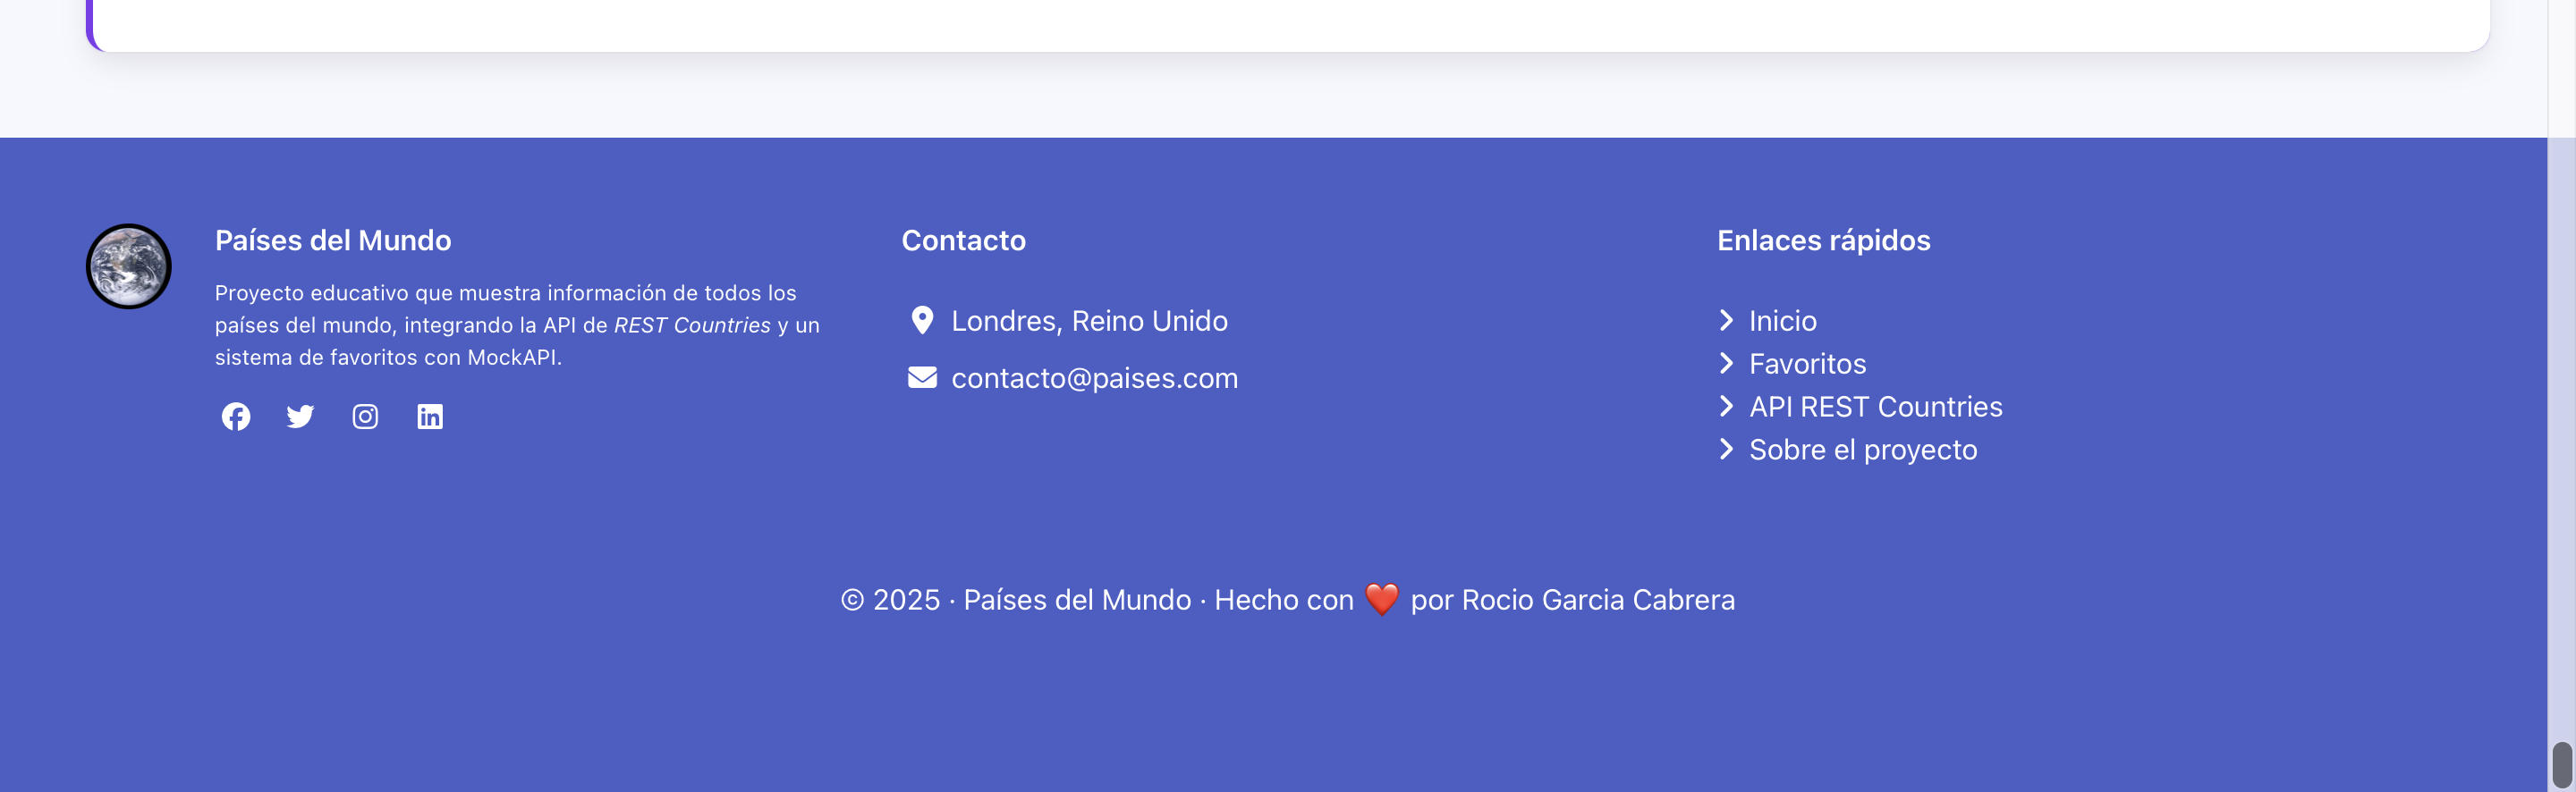 Países del Mundo
Proyecto educativo que muestra información de todos los
países del mundo, integrando la API de REST Countries y un
sistema de favoritos con MockAPI.
Contacto
Londres, Reino Unido
contacto@paises.com
Enlaces rápidos
Inicio
Favoritos
API REST Countries
Sobre el proyecto
© 2025 · Países del Mundo · Hecho con ❤️ por Rocio Garcia Cabrera